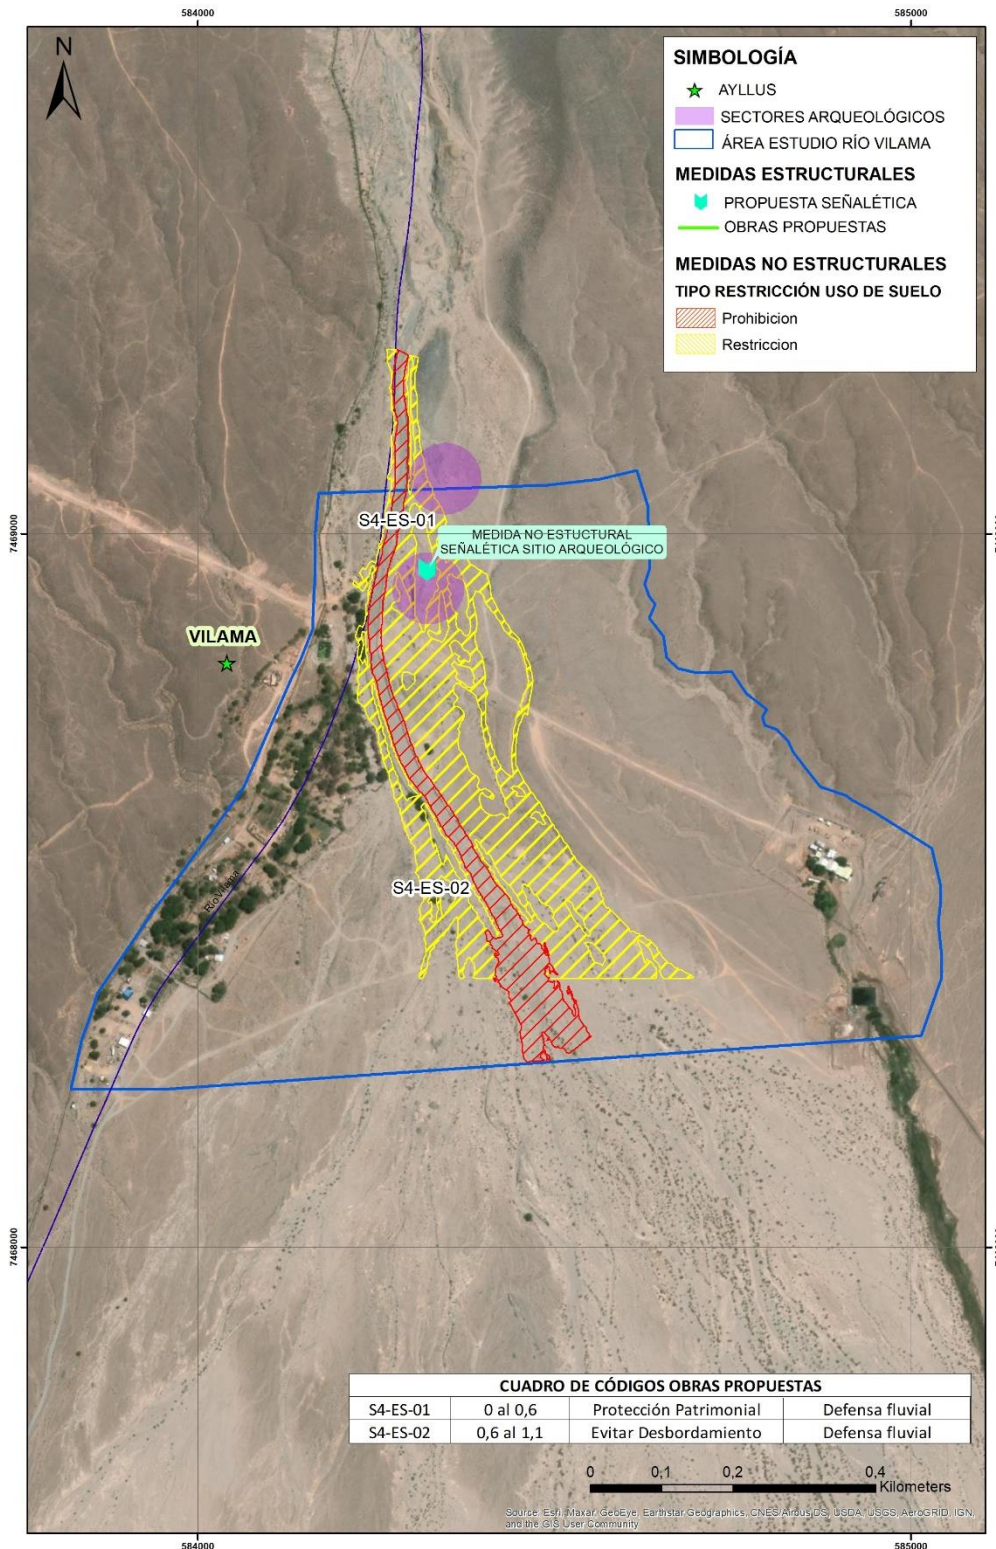 584000
585000
N
SIMBOLOGÍA
AYLLUS
SECTORES ARQUEOLÓGICOS
ÁREA ESTUDIO RÍO VILAMA
MEDIDAS ESTRUCTURALES
PROPUESTA SEÑALÉTICA
OBRAS PROPUESTAS
MEDIDAS NO ESTRUCTURALES
TIPO RESTRICCIÓN USO DE SUELO
Prohibicion
Restriccion
7469000
S4-ES-01
MEDIDA NO ESTUCTURAL
SEÑALÉTICA SITIO ARQUEOLÓGICO
VILAMA
S4-ES-02
Río Vilama
7468000
CUADRO DE CÓDIGOS OBRAS PROPUESTAS
S4-ES-01 0 al 0,6 Protección Patrimonial Defensa fluvial
S4-ES-02 0,6 al 1,1 Evitar Desbordamiento Defensa fluvial
0 0,1 0,2 0,4
Kilometers
Source: Esri, Maxar, GeoEye, Earthstar Geographics, CNES/Airbus DS, USDA, USGS, AeroGRID, IGN,
and the GIS User Community
584000
585000